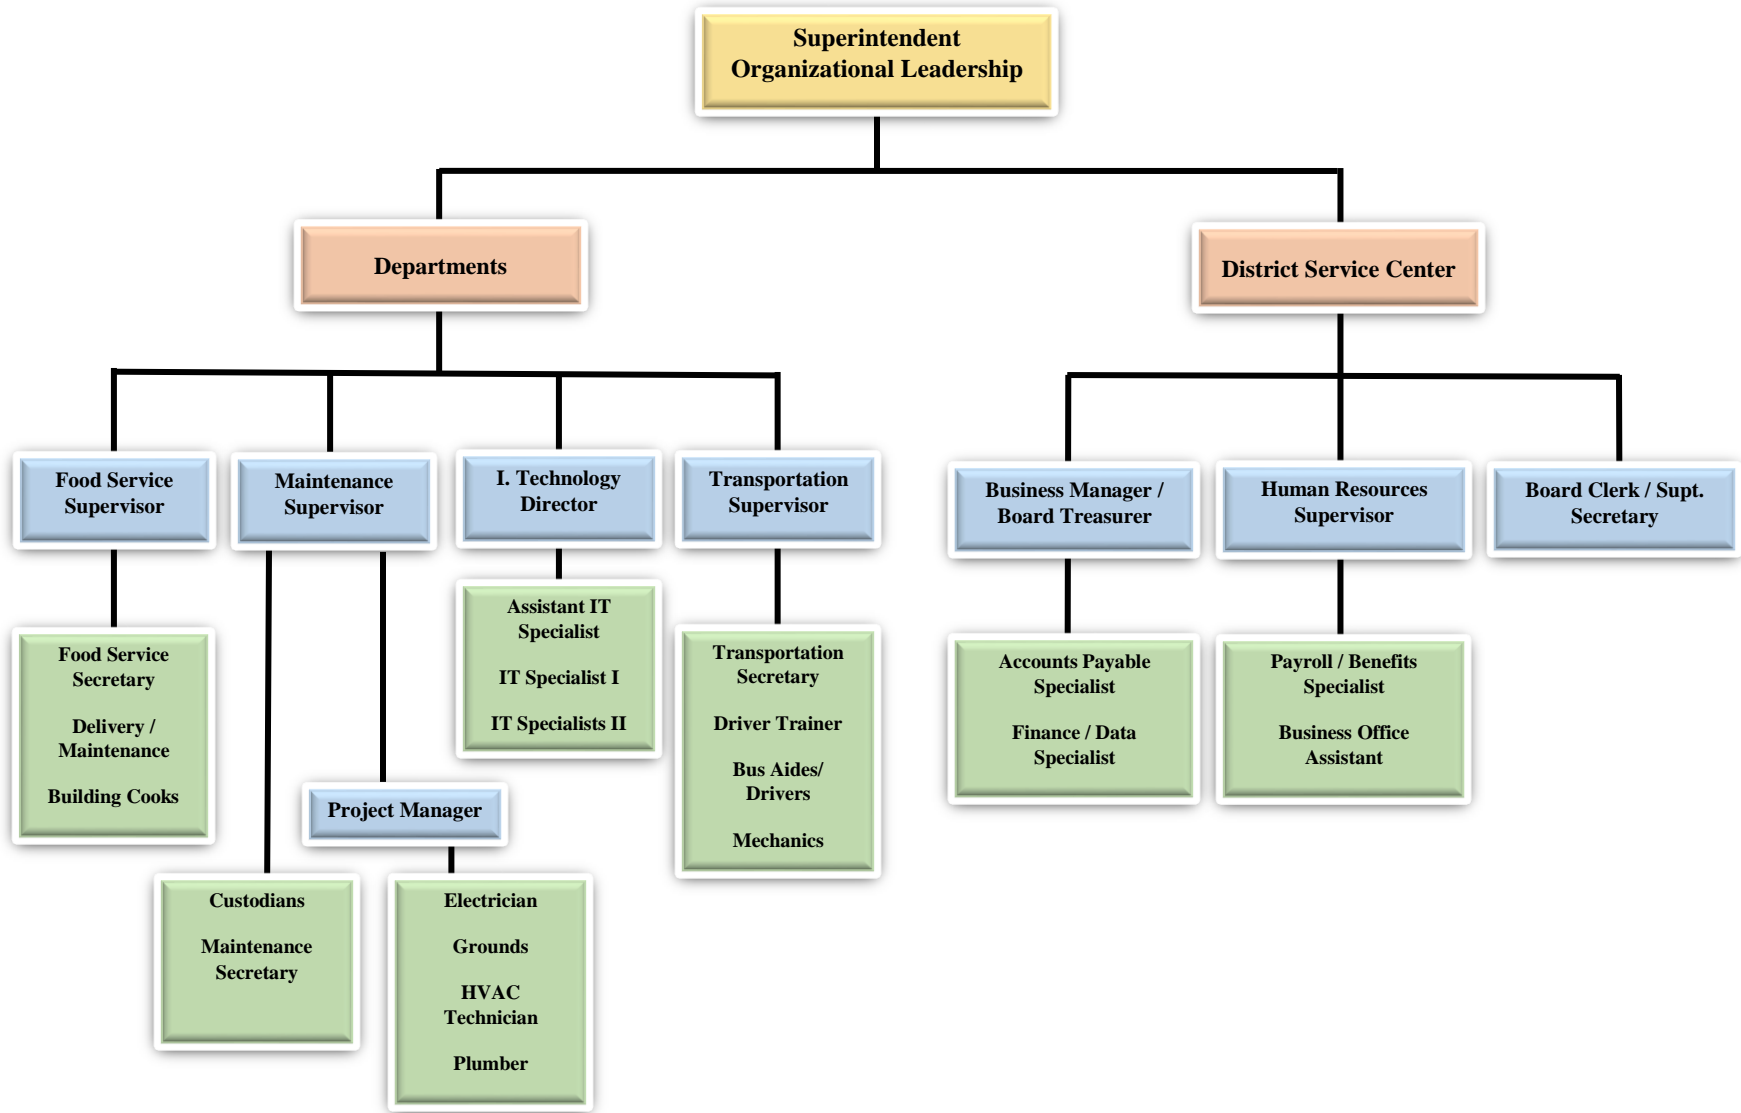 Superintendent
Organizational Leadership
Departments
District Service Center
Food Service
Supervisor
Maintenance
Supervisor
I. Technology
Director
Transportation
Supervisor
Business Manager /
Board Treasurer
Human Resources
Supervisor
Board Clerk / Supt.
Secretary
Food Service
Secretary
Delivery /
Maintenance
Building Cooks
Assistant IT
Specialist
IT Specialist I
IT Specialists II
Transportation
Secretary
Driver Trainer
Bus Aides/
Drivers
Mechanics
Accounts Payable
Specialist
Finance / Data
Specialist
Payroll / Benefits
Specialist
Business Office
Assistant
Project Manager
Custodians
Maintenance
Secretary
Electrician
Grounds
HVAC
Technician
Plumber